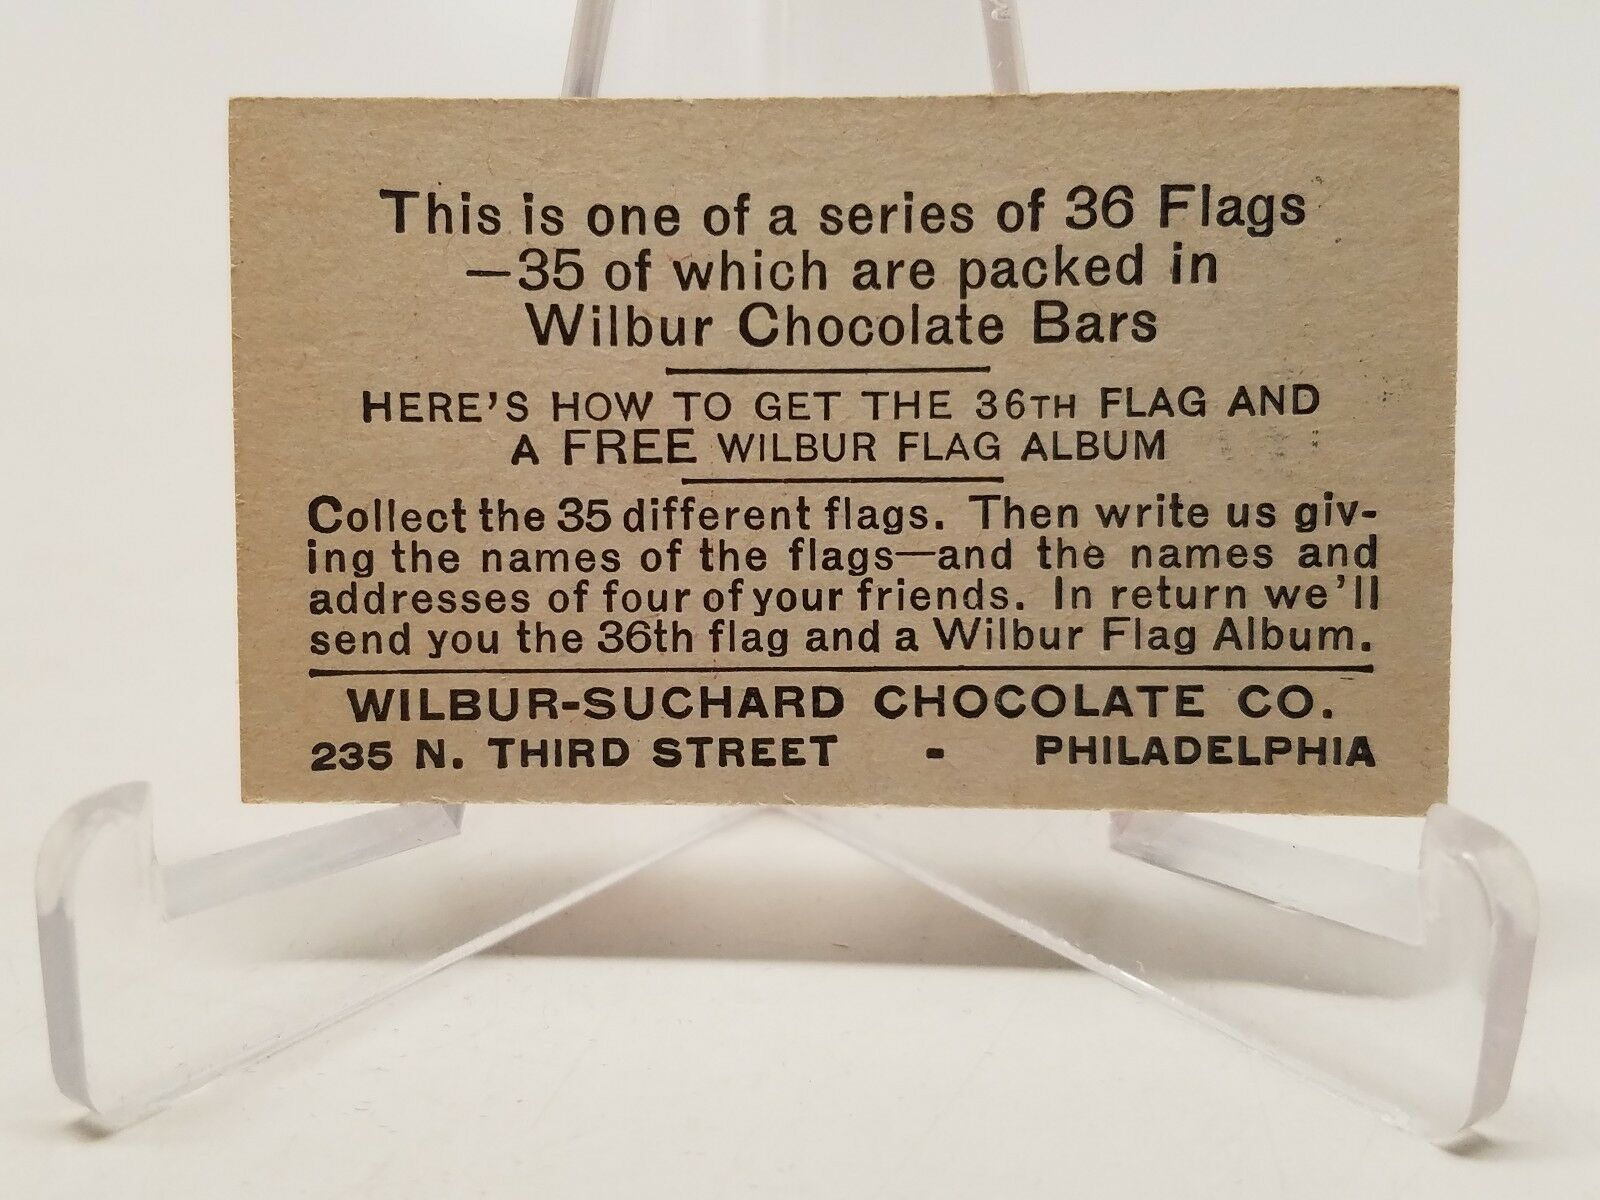 This is one of a series of 36 Flags
—35 of which are packed in
Wilbur Chocolate Bars
HERE'S HOW TO GET THE 36TH FLAG AND
A FREE WILBUR FLAG ALBUM
Collect the 35 different flags. Then write us giv-
ing the names of the flags—and the names and
addresses of four of your friends. In return we'll
send you the 36th flag and a Wilbur Flag Album.
WILBUR-SUCHARD CHOCOLATE CO.
235 N. THIRD STREET - PHILADELPHIA